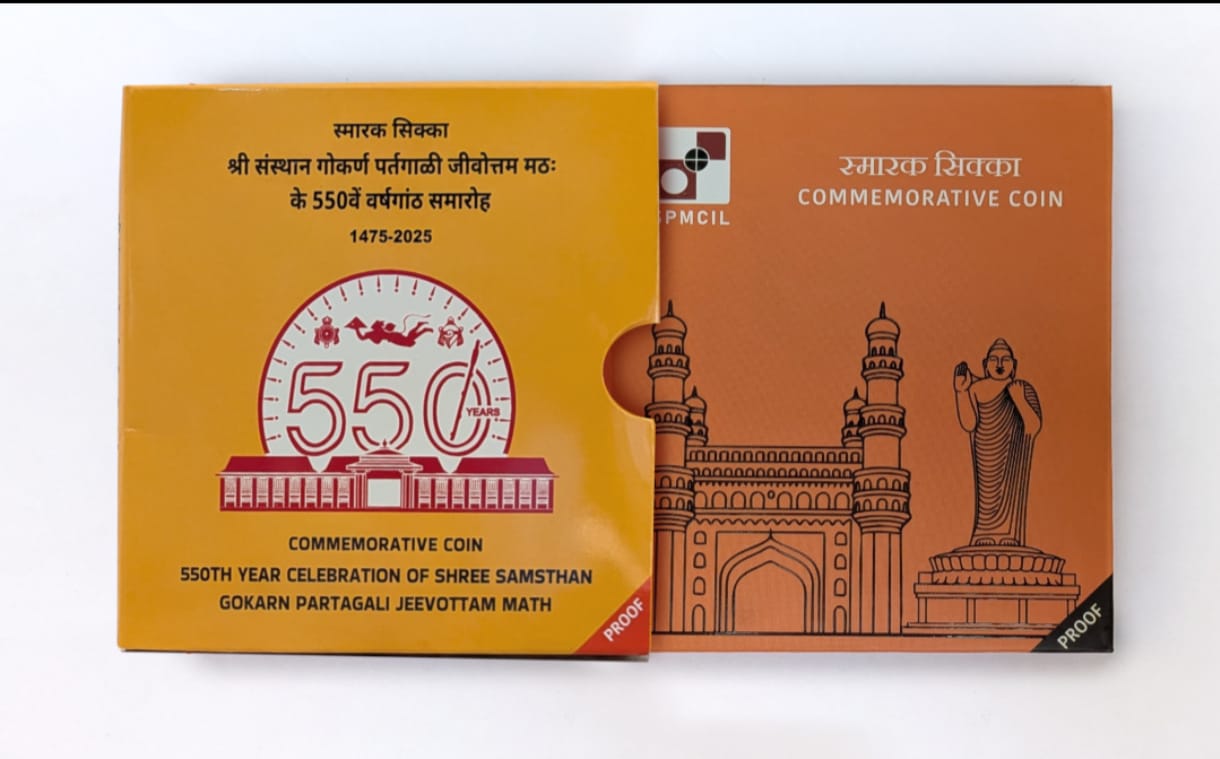 स्मारक सिक्का
श्री संस्थान गोकर्ण पर्तगाळी जीवोत्तम मठः
के 550वें वर्षगांठ समारोह
1475-2025
550
YEARS
COMMEMORATIVE COIN
550TH YEAR CELEBRATION OF SHREE SAMSTHAN
GOKARN PARTAGALI JEEVOTTAM MATH
PROOF
SPMCIL
स्मारक सिक्का
COMMEMORATIVE COIN
PROOF